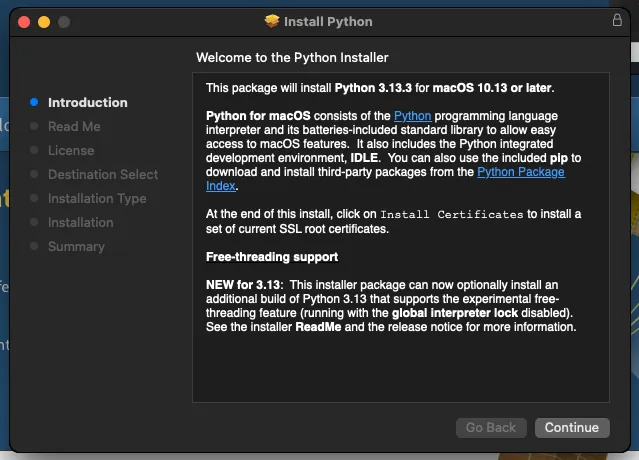 Install Python
Welcome to the Python Installer
Introduction
Read Me
License
Destination Select
Installation Type
Installation
Summary
This package will install Python 3.13.3 for macOS 10.13 or later.
Python for macOS consists of the Python programming language
interpreter and its batteries-included standard library to allow easy
access to macOS features.  It also includes the Python integrated
development environment, IDLE.  You can also use the included pip to
download and install third-party packages from the Python Package
Index.
At the end of this install, click on Install Certificates to install a
set of current SSL root certificates.
Free-threading support
NEW for 3.13:  This installer package can now optionally install an
additional build of Python 3.13 that supports the experimental free-
threading feature (running with the global interpreter lock disabled).
See the installer ReadMe and the release notice for more information.
Go Back
Continue